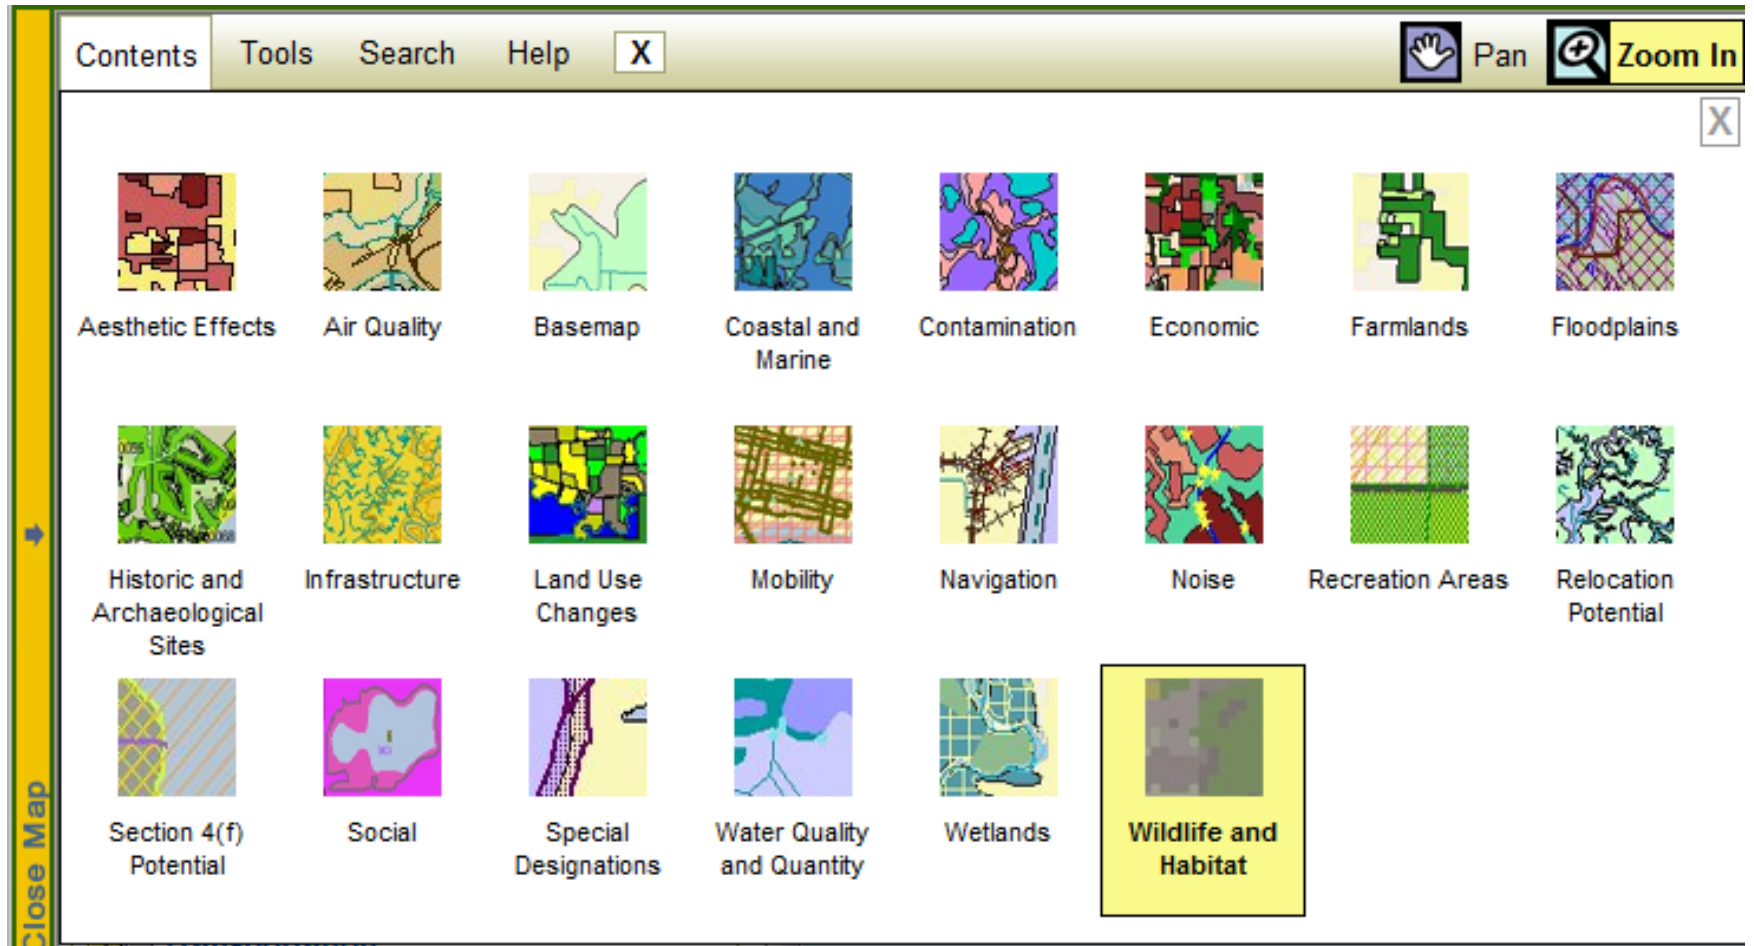 Contents Tools Search Help X Pan Zoom In
X
Aesthetic Effects Air Quality Basemap Coastal and Contamination Economic Farmlands Floodplains
Marine
Historic and Infrastructure Land Use Mobility Navigation Noise Recreation Areas Relocation
Archaeological Changes Potential
Sites
Section 4(f) Social Special Water Quality Wetlands Wildlife and
Potential Designations and Quantity Habitat
Close Map